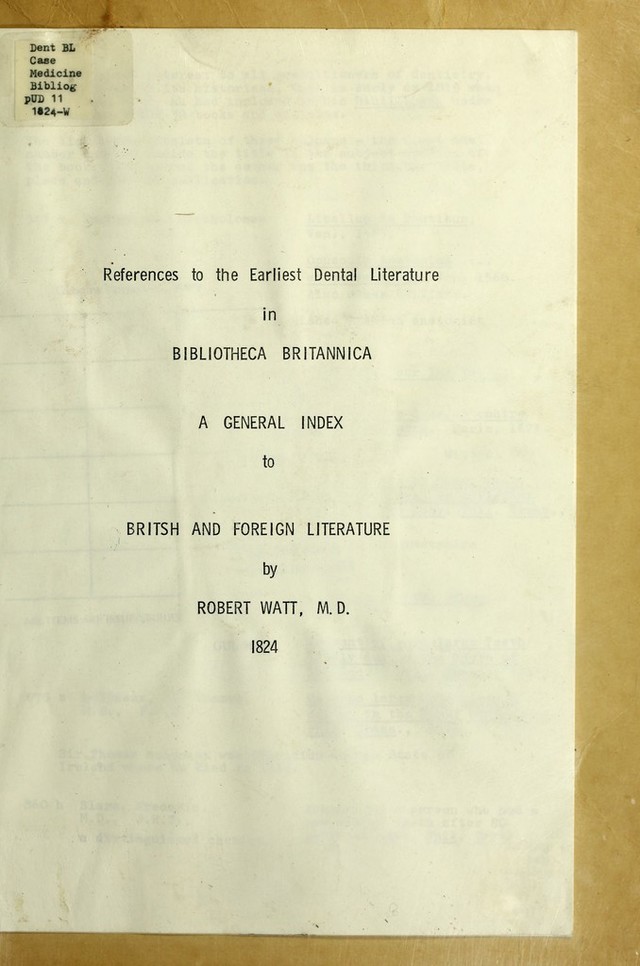 Dent BL
Case
Medicine
Bibliog
pUD 11
1824-W
References to the Earliest Dental Literature
in
BIBLIOTHECA BRITANNICA
A GENERAL INDEX
to
BRITSH AND FOREIGN LITERATURE
by
ROBERT WATT, M.D.
1824